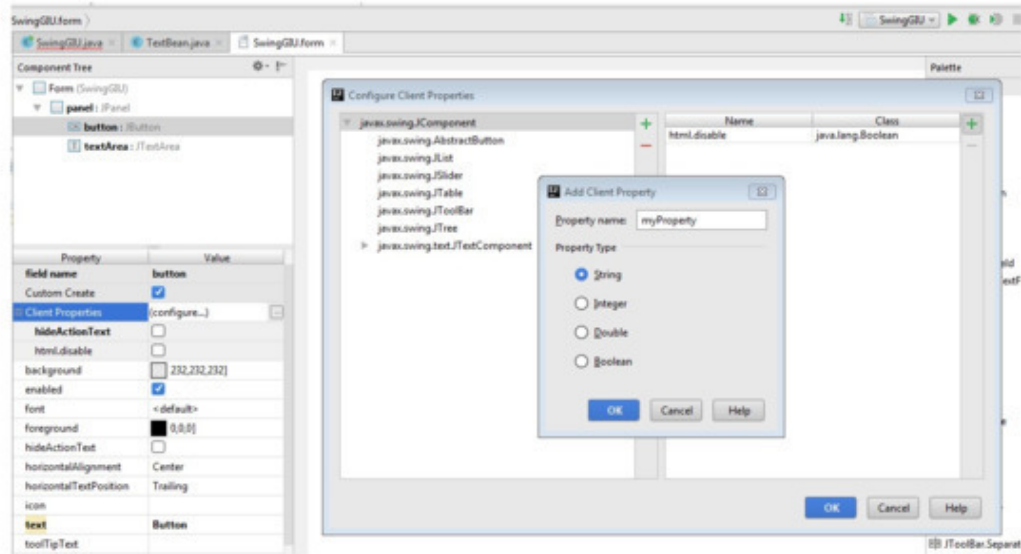 SwingGIU.form
SwingGIU
SwingGIU.java
TextBean.java
SwingGIU.form
Component Tree
Form (SwingGIU)
panel : JPanel
button : JButton
textArea : JTextArea
Property Value
field name button
Custom Create
Client Properties (configure...)
hideActionText
html.disable
background 232,232,232]
enabled
font <default>
foreground 0,0,0]
hideActionText
horizontalAlignment Center
horizontalTextPosition Trailing
icon
text Button
toolTipText
Configure Client Properties
javax.swing.JComponent
javax.swing.AbstractButton
javax.swing.JList
javax.swing.JSlider
javax.swing.JTable
javax.swing.JToolBar
javax.swing.JTree
javax.swing.text.JTextComponent
Name Class
html.disable java.lang.Boolean
Add Client Property
Property name: myProperty
Property Type
String
Integer
Double
Boolean
OK Cancel Help
OK Cancel Help
Palette
JToolBar.Separat